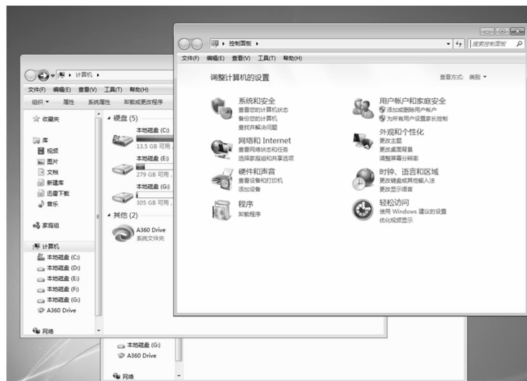 控制面板
搜索控制面板
文件(F) 编辑(E) 查看(V) 工具(T) 帮助(H)
调整计算机的设置
查看方式: 类别
系统和安全
查看您的计算机状态
备份您的计算机
查找并解决问题
网络和 Internet
查看网络状态和任务
选择家庭组和共享选项
硬件和声音
查看设备和打印机
添加设备
程序
卸载程序
用户帐户和家庭安全
添加或删除用户帐户
为所有用户设置家长控制
外观和个性化
更改主题
更改桌面背景
调整屏幕分辨率
时钟、语言和区域
更改键盘或其他输入法
更改显示语言
轻松访问
使用 Windows 建议的设置
优化视频显示
计算机
文件(F) 编辑(E) 查看(V) 工具(T) 帮助(H)
组织 属性 系统属性 卸载或更改程序
收藏夹
库
视频
图片
文档
新建库
迅雷下载
音乐
家庭组
计算机
本地磁盘 (C:)
本地磁盘 (D:)
本地磁盘 (E:)
本地磁盘 (F:)
本地磁盘 (G:)
A360 Drive
网络
硬盘 (5)
本地磁盘 (C:)
13.5 GB 可用
本地磁盘 (E:)
279 GB 可用
本地磁盘 (G:)
305 GB 可用
其他 (2)
A360 Drive
系统文件夹
本地磁盘 (G:)
A360 Drive
网络